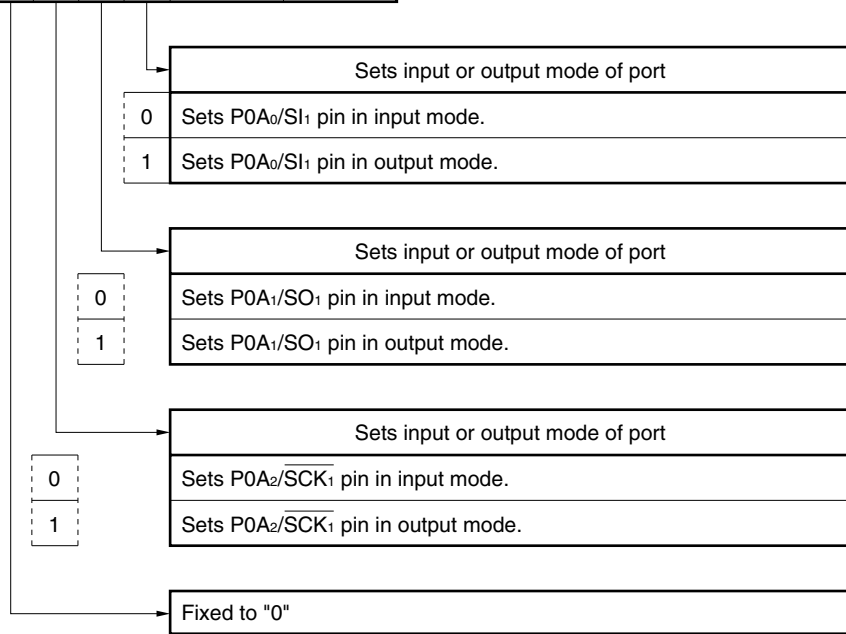 Sets input or output mode of port
0 Sets P0A₀/SI₁ pin in input mode.
1 Sets P0A₀/SI₁ pin in output mode.
Sets input or output mode of port
0 Sets P0A₁/SO₁ pin in input mode.
1 Sets P0A₁/SO₁ pin in output mode.
Sets input or output mode of port
0 Sets P0A₂/S̅C̅K̅₁ pin in input mode.
1 Sets P0A₂/S̅C̅K̅₁ pin in output mode.
Fixed to "0"